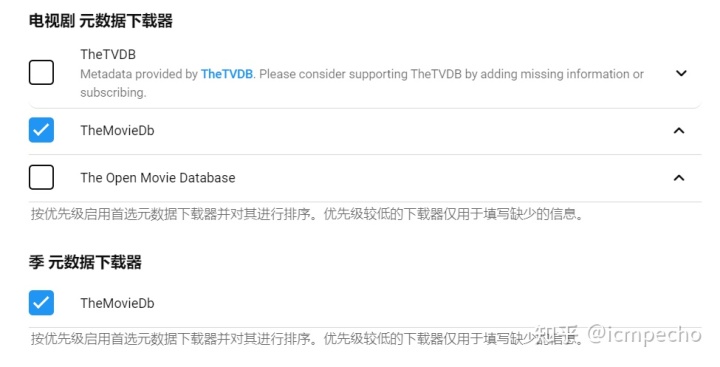 电视剧 元数据下载器
TheTVDB
Metadata provided by TheTVDB. Please consider supporting TheTVDB by adding missing information or
subscribing.
TheMovieDb
The Open Movie Database
按优先级启用首选元数据下载器并对其进行排序。优先级较低的下载器仅用于填写缺少的信息。
季 元数据下载器
TheMovieDb
按优先级启用首选元数据下载器并对其进行排序。优先级较低的下载器仅用于填写缺少的信息。
知乎 @icmpecho